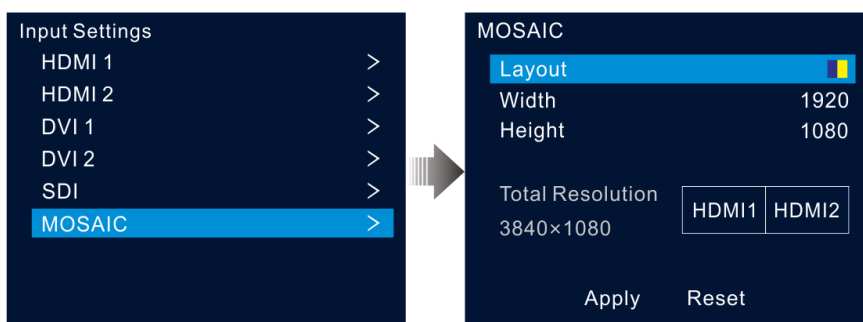 Input Settings
HDMI 1 >
HDMI 2 >
DVI 1 >
DVI 2 >
SDI >
MOSAIC >
MOSAIC
Layout
Width 1920
Height 1080
Total Resolution
3840×1080
HDMI1 HDMI2
Apply Reset